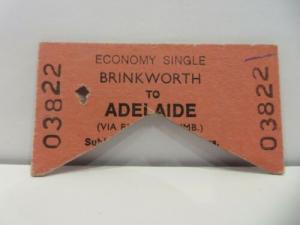 ECONOMY SINGLE
BRINKWORTH
TO
ADELAIDE
(VIA
03822
03822